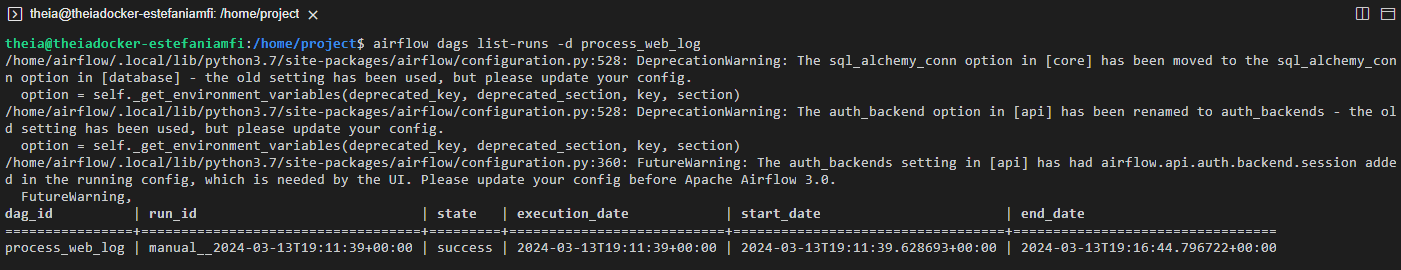 theia@theiadocker-estefaniamfi: /home/project
theia@theiadocker-estefaniamfi:/home/project$ airflow dags list-runs -d process_web_log
/home/airflow/.local/lib/python3.7/site-packages/airflow/configuration.py:528: DeprecationWarning: The sql_alchemy_conn option in [core] has been moved to the sql_alchemy_con
n option in [database] - the old setting has been used, but please update your config.
  option = self._get_environment_variables(deprecated_key, deprecated_section, key, section)
/home/airflow/.local/lib/python3.7/site-packages/airflow/configuration.py:528: DeprecationWarning: The auth_backend option in [api] has been renamed to auth_backends - the ol
d setting has been used, but please update your config.
  option = self._get_environment_variables(deprecated_key, deprecated_section, key, section)
/home/airflow/.local/lib/python3.7/site-packages/airflow/configuration.py:360: FutureWarning: The auth_backends setting in [api] has had airflow.api.auth.backend.session adde
d in the running config, which is needed by the UI. Please update your config before Apache Airflow 3.0.
  FutureWarning,
dag_id          | run_id                            | state   | execution_date            | start_date                       | end_date
================+===================================+=========+===========================+==================================+=================================
process_web_log | manual__2024-03-13T19:11:39+00:00 | success | 2024-03-13T19:11:39+00:00 | 2024-03-13T19:11:39.628693+00:00 | 2024-03-13T19:16:44.796722+00:00